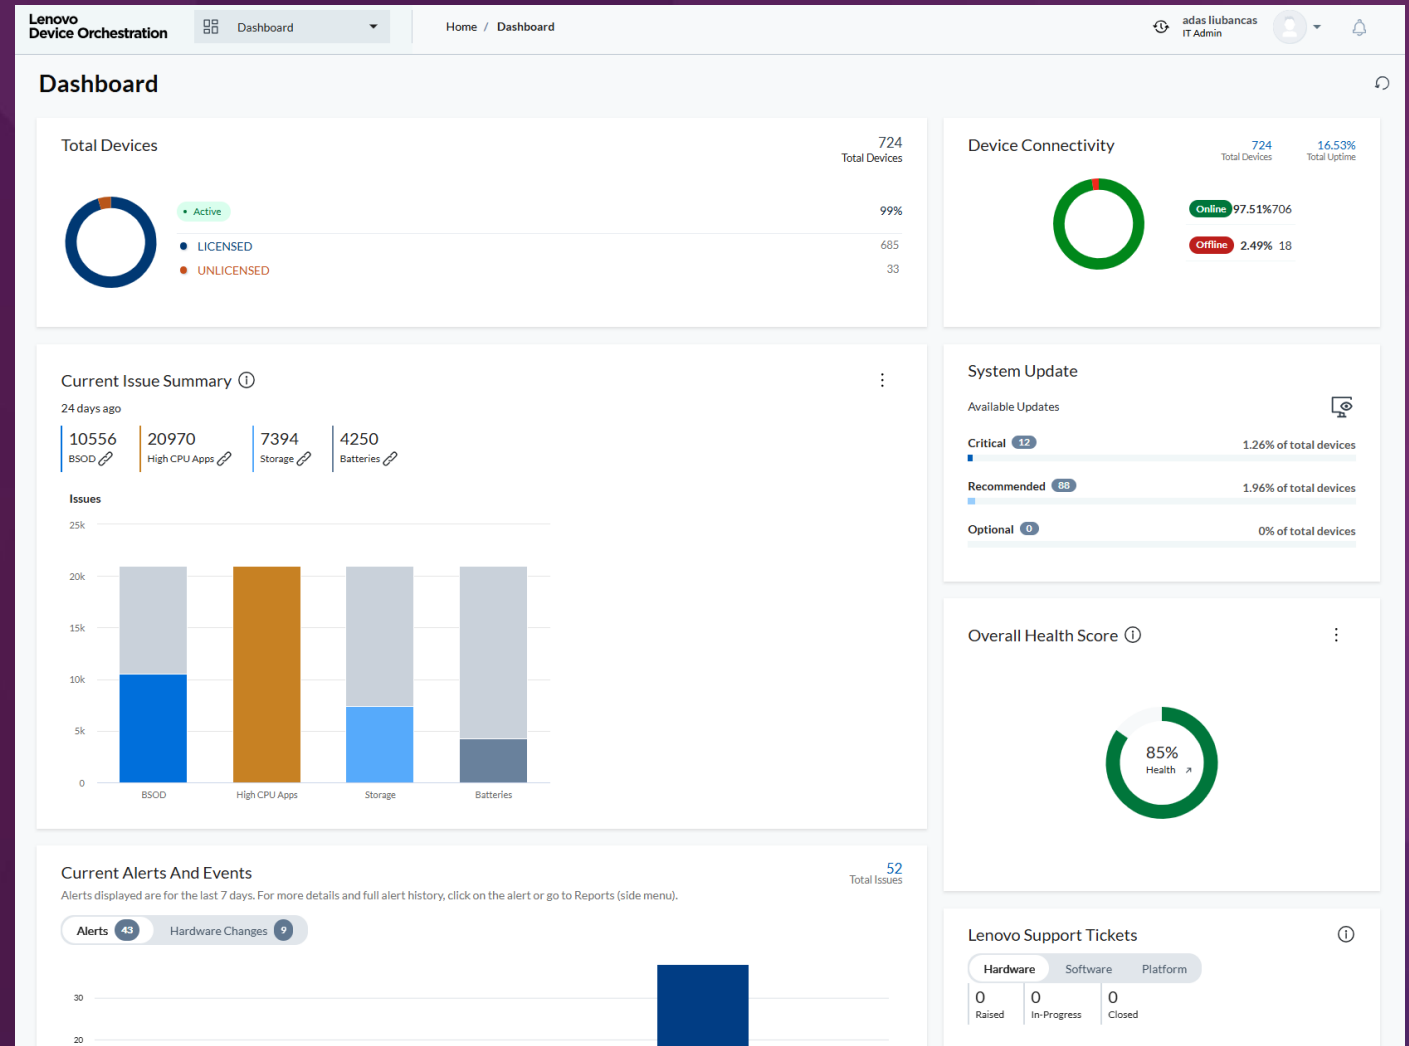 Lenovo
Device Orchestration
Dashboard
Home / Dashboard
adas liubancas
IT Admin
Dashboard
Total Devices
724
Total Devices
Active
99%
LICENSED
685
UNLICENSED
33
Device Connectivity
724
Total Devices
16.53%
Total Uptime
Online 97.51% 706
Offline 2.49% 18
Current Issue Summary
24 days ago
10556
BSOD
20970
High CPU Apps
7394
Storage
4250
Batteries
Issues
25k
20k
15k
10k
5k
0
BSOD
High CPU Apps
Storage
Batteries
System Update
Available Updates
Critical 12
1.26% of total devices
Recommended 88
1.96% of total devices
Optional 0
0% of total devices
Overall Health Score
85%
Health
Current Alerts And Events
52
Total Issues
Alerts displayed are for the last 7 days. For more details and full alert history, click on the alert or go to Reports (side menu).
Alerts 43
Hardware Changes 9
30
20
Lenovo Support Tickets
Hardware Software Platform
0
Raised
0
In-Progress
0
Closed